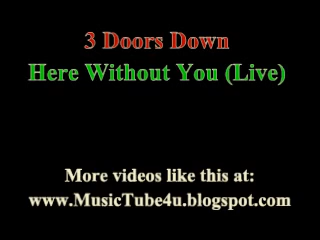 3 Doors Down
Here Without You (Live)
More videos like this at:
www.MusicTube4u.blogspot.com